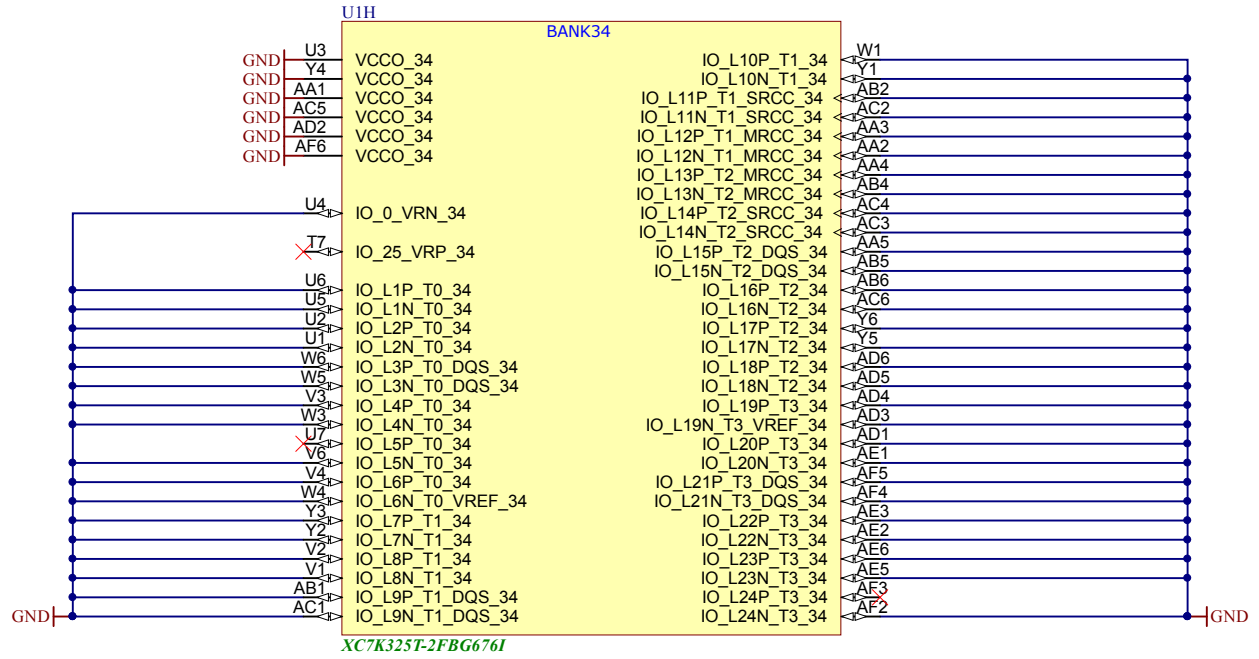 U1H
BANK34
GND U3 VCCO_34
GND Y4 VCCO_34
GND AA1 VCCO_34
GND AC5 VCCO_34
GND AD2 VCCO_34
GND AF6 VCCO_34
U4 IO_0_VRN_34
T7 IO_25_VRP_34
U6 IO_L1P_T0_34
U5 IO_L1N_T0_34
U2 IO_L2P_T0_34
U1 IO_L2N_T0_34
W6 IO_L3P_T0_DQS_34
W5 IO_L3N_T0_DQS_34
V3 IO_L4P_T0_34
W3 IO_L4N_T0_34
U7 IO_L5P_T0_34
V6 IO_L5N_T0_34
V4 IO_L6P_T0_34
W4 IO_L6N_T0_VREF_34
Y3 IO_L7P_T1_34
Y2 IO_L7N_T1_34
V2 IO_L8P_T1_34
V1 IO_L8N_T1_34
AB1 IO_L9P_T1_DQS_34
GND AC1 IO_L9N_T1_DQS_34
IO_L10P_T1_34 W1
IO_L10N_T1_34 Y1
IO_L11P_T1_SRCC_34 AB2
IO_L11N_T1_SRCC_34 AC2
IO_L12P_T1_MRCC_34 AA3
IO_L12N_T1_MRCC_34 AA2
IO_L13P_T2_MRCC_34 AA4
IO_L13N_T2_MRCC_34 AB4
IO_L14P_T2_SRCC_34 AC4
IO_L14N_T2_SRCC_34 AC3
IO_L15P_T2_DQS_34 AA5
IO_L15N_T2_DQS_34 AB5
IO_L16P_T2_34 AB6
IO_L16N_T2_34 AC6
IO_L17P_T2_34 Y6
IO_L17N_T2_34 Y5
IO_L18P_T2_34 AD6
IO_L18N_T2_34 AD5
IO_L19P_T3_34 AD4
IO_L19N_T3_VREF_34 AD3
IO_L20P_T3_34 AD1
IO_L20N_T3_34 AE1
IO_L21P_T3_DQS_34 AF5
IO_L21N_T3_DQS_34 AF4
IO_L22P_T3_34 AE3
IO_L22N_T3_34 AE2
IO_L23P_T3_34 AE6
IO_L23N_T3_34 AE5
IO_L24P_T3_34 AF3
IO_L24N_T3_34 AF2 GND
XC7K325T-2FBG676I